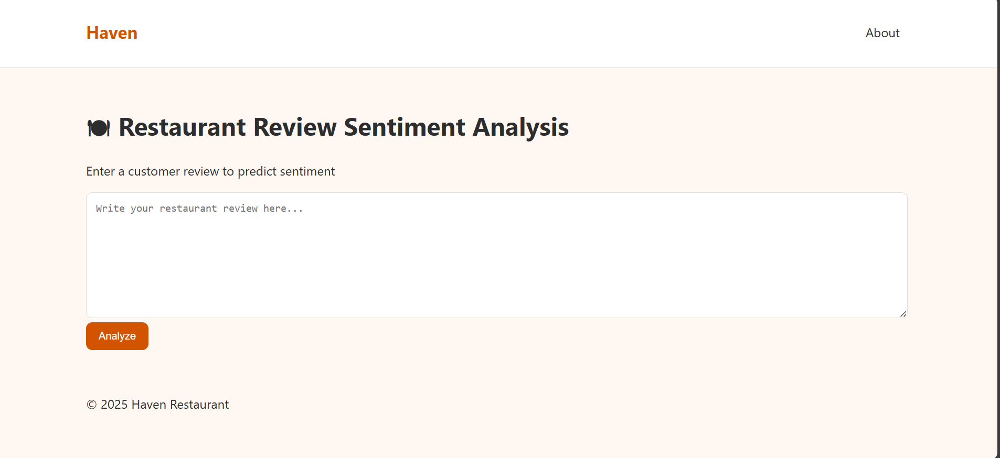 Haven
About
🍽 Restaurant Review Sentiment Analysis
Enter a customer review to predict sentiment
Write your restaurant review here...
Analyze
© 2025 Haven Restaurant